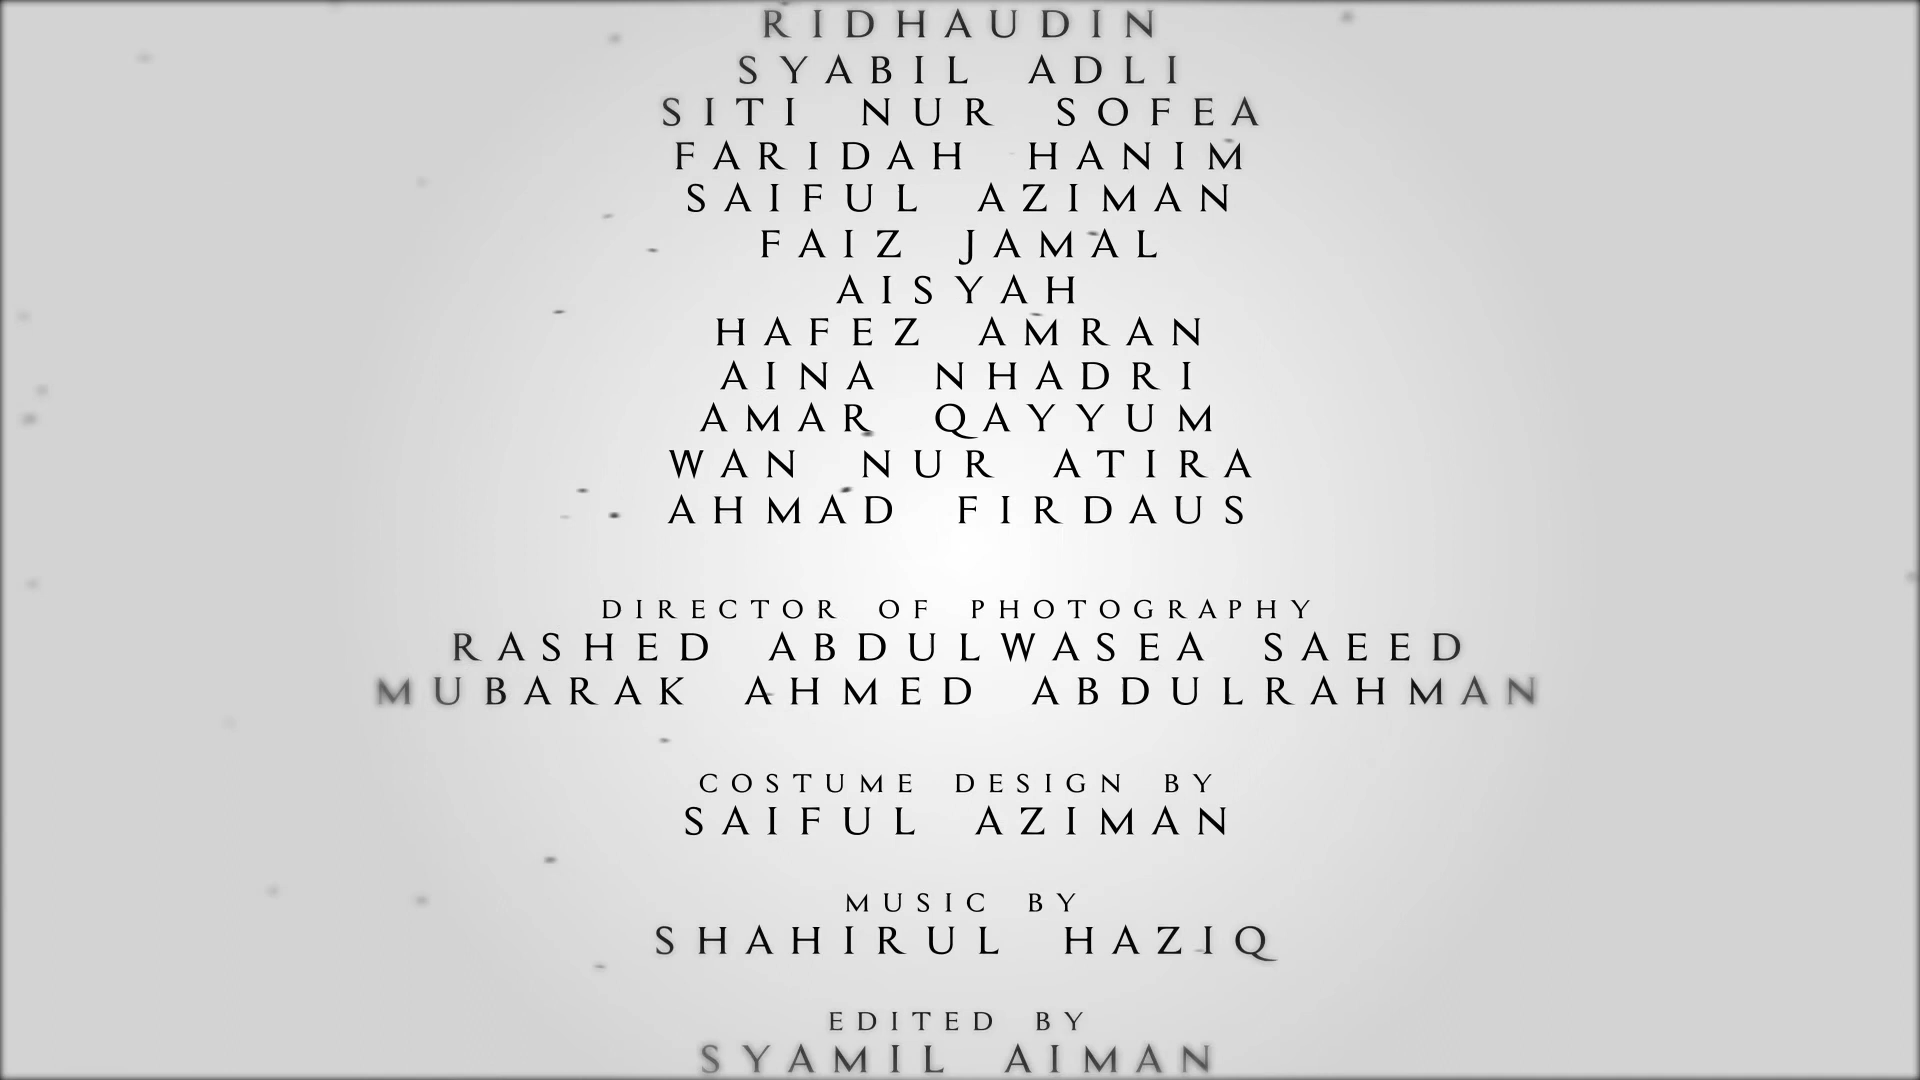 RIDHAUDIN
SYABIL ADLI
SITI NUR SOFEA
FARIDAH HANIM
SAIFUL AZIMAN
FAIZ JAMAL
AISYAH
HAFEZ AMRAN
AINA NHADRI
AMAR QAYYUM
WAN NUR ATIRA
AHMAD FIRDAUS
DIRECTOR OF PHOTOGRAPHY
RASHED ABDULWASEA SAEED
MUBARAK AHMED ABDULRAHMAN
COSTUME DESIGN BY
SAIFUL AZIMAN
MUSIC BY
SHAHIRUL HAZIQ
EDITED BY
SYAMIL AIMAN